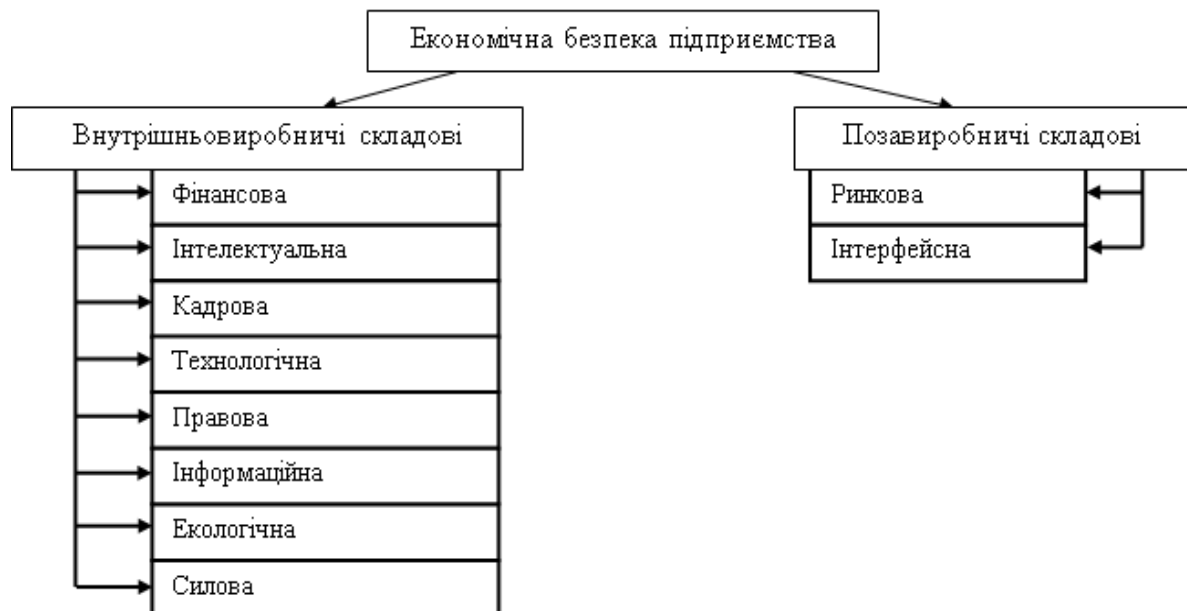 Економічна безпека підприємства
Внутрішньовиробничі складові
Фінансова
Інтелектуальна
Кадрова
Технологічна
Правова
Інформаційна
Екологічна
Силова
Позавиробничі складові
Ринкова
Інтерфейсна